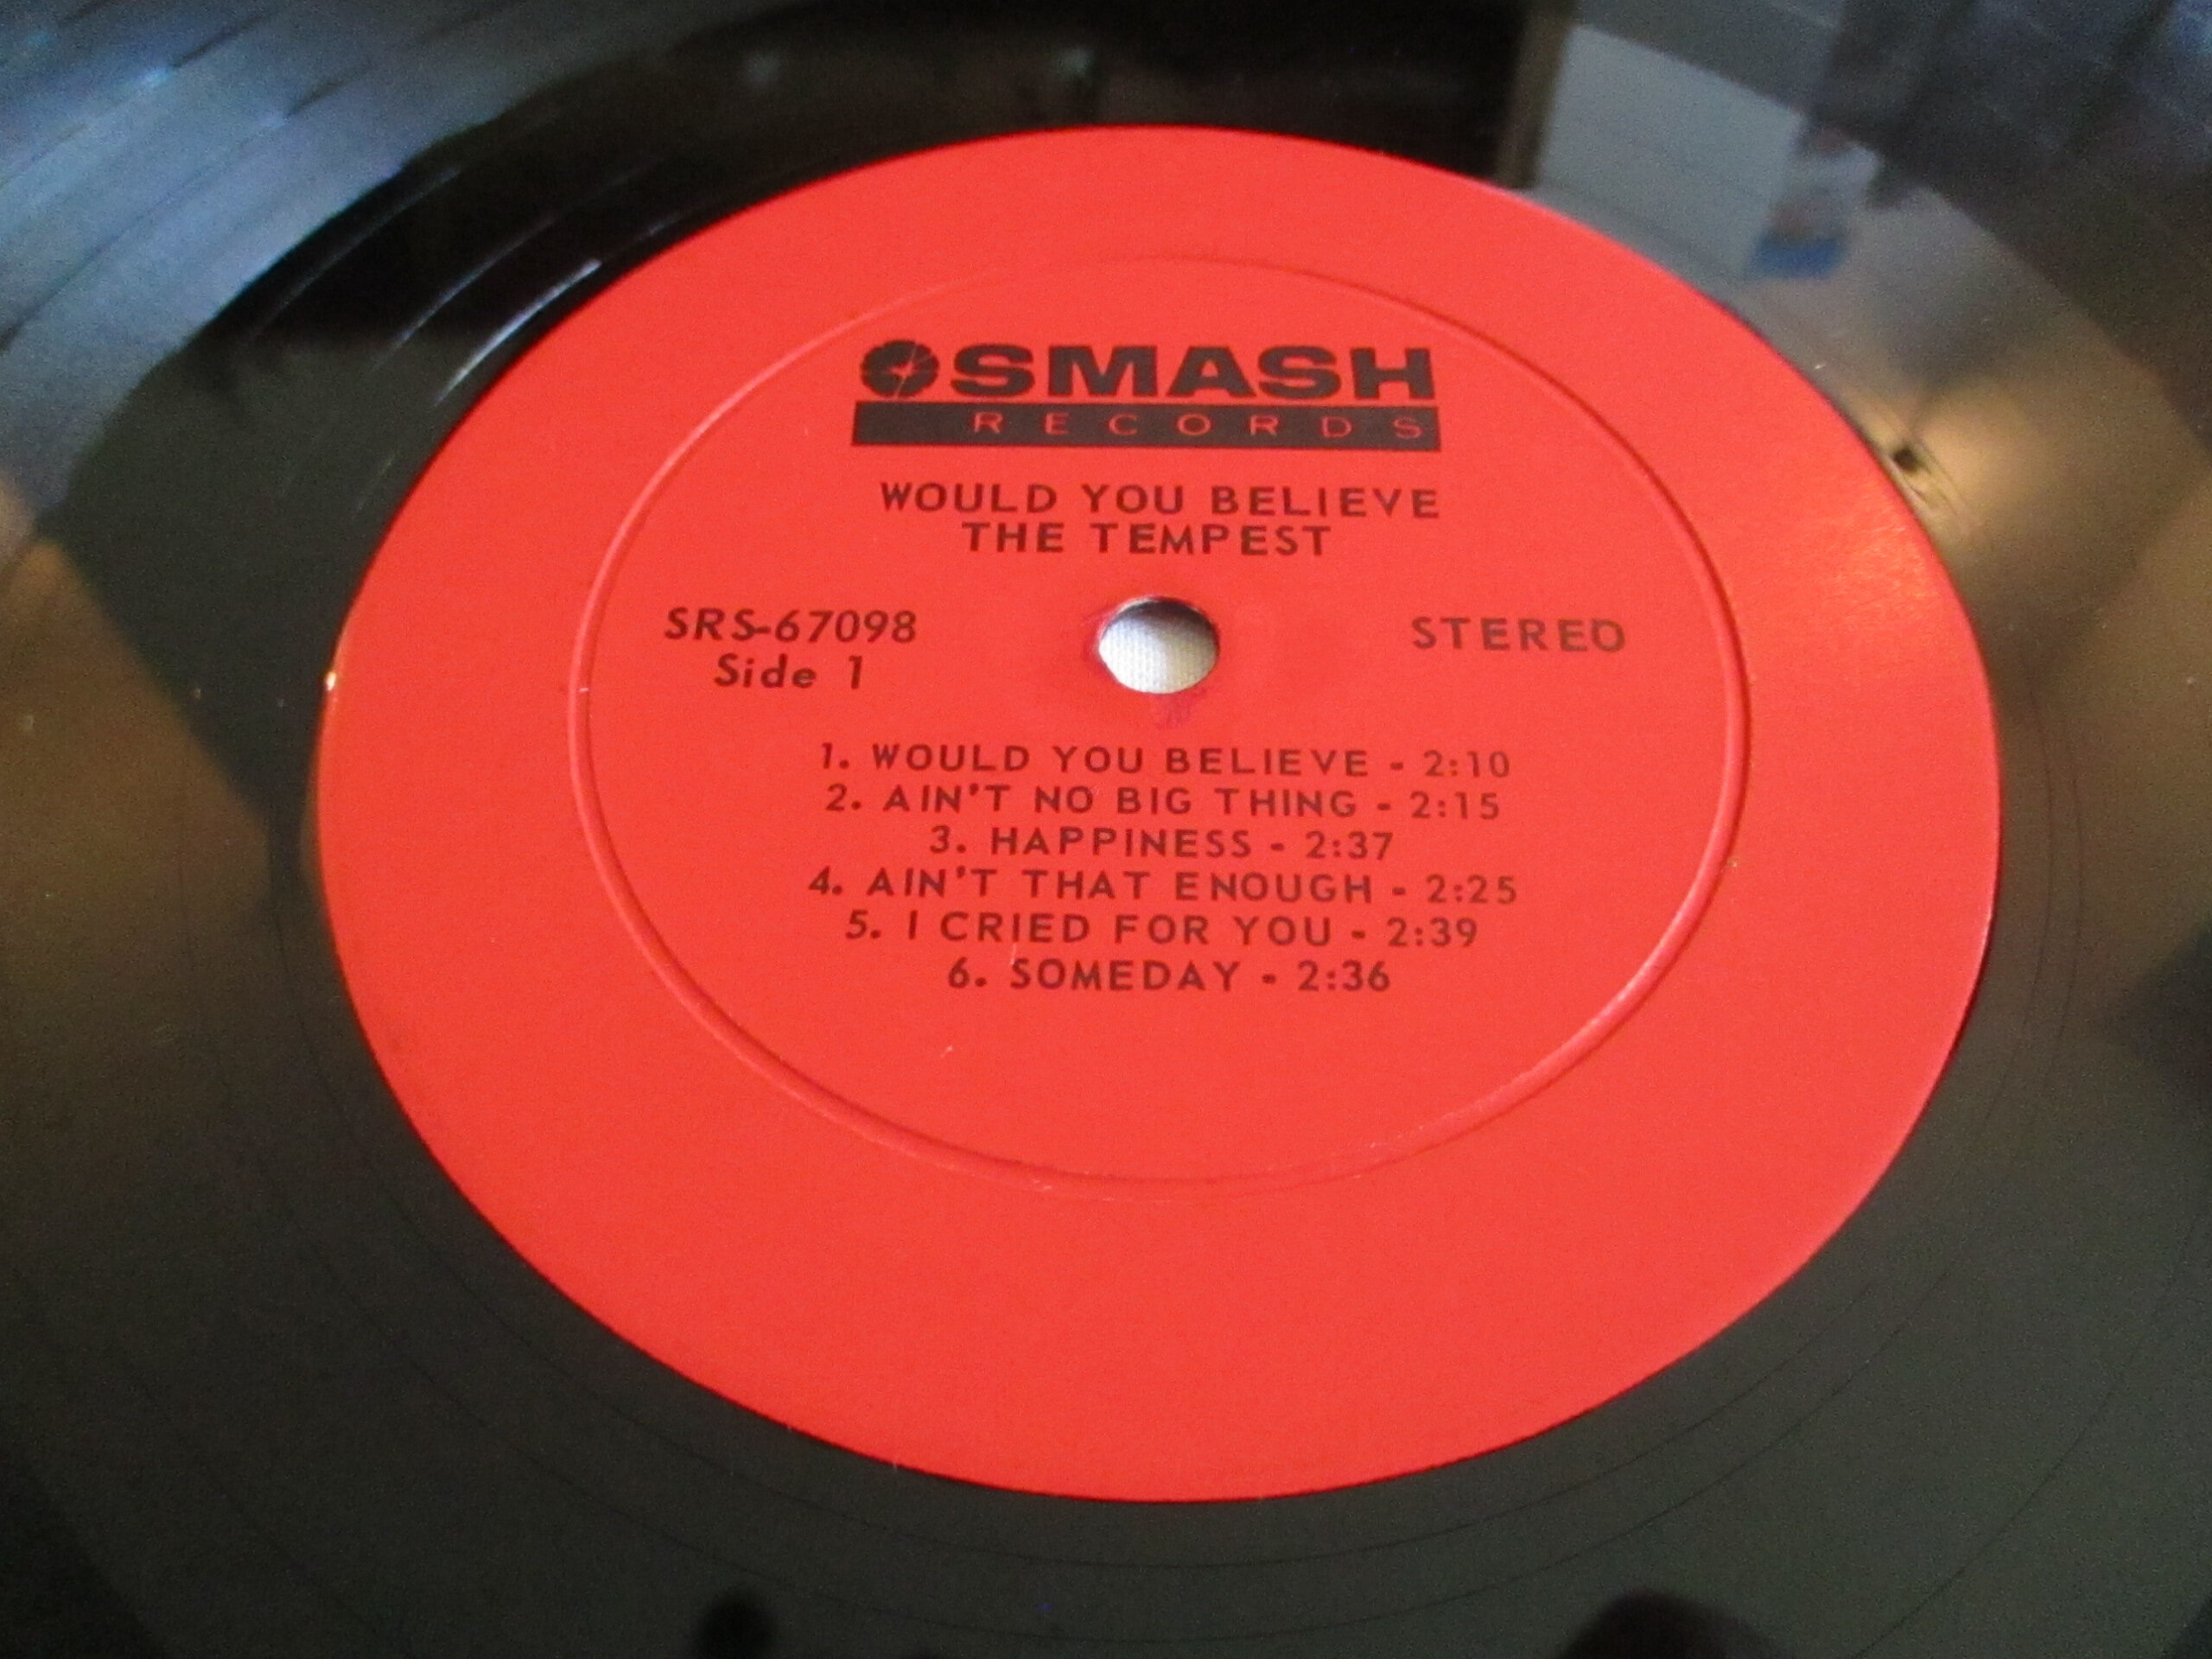 SMASH
RECORDS
WOULD YOU BELIEVE
THE TEMPEST
SRS-67098
Side 1
STEREO
1. WOULD YOU BELIEVE - 2:10
2. AIN'T NO BIG THING - 2:15
3. HAPPINESS - 2:37
4. AIN'T THAT ENOUGH - 2:25
5. I CRIED FOR YOU - 2:39
6. SOMEDAY - 2:36